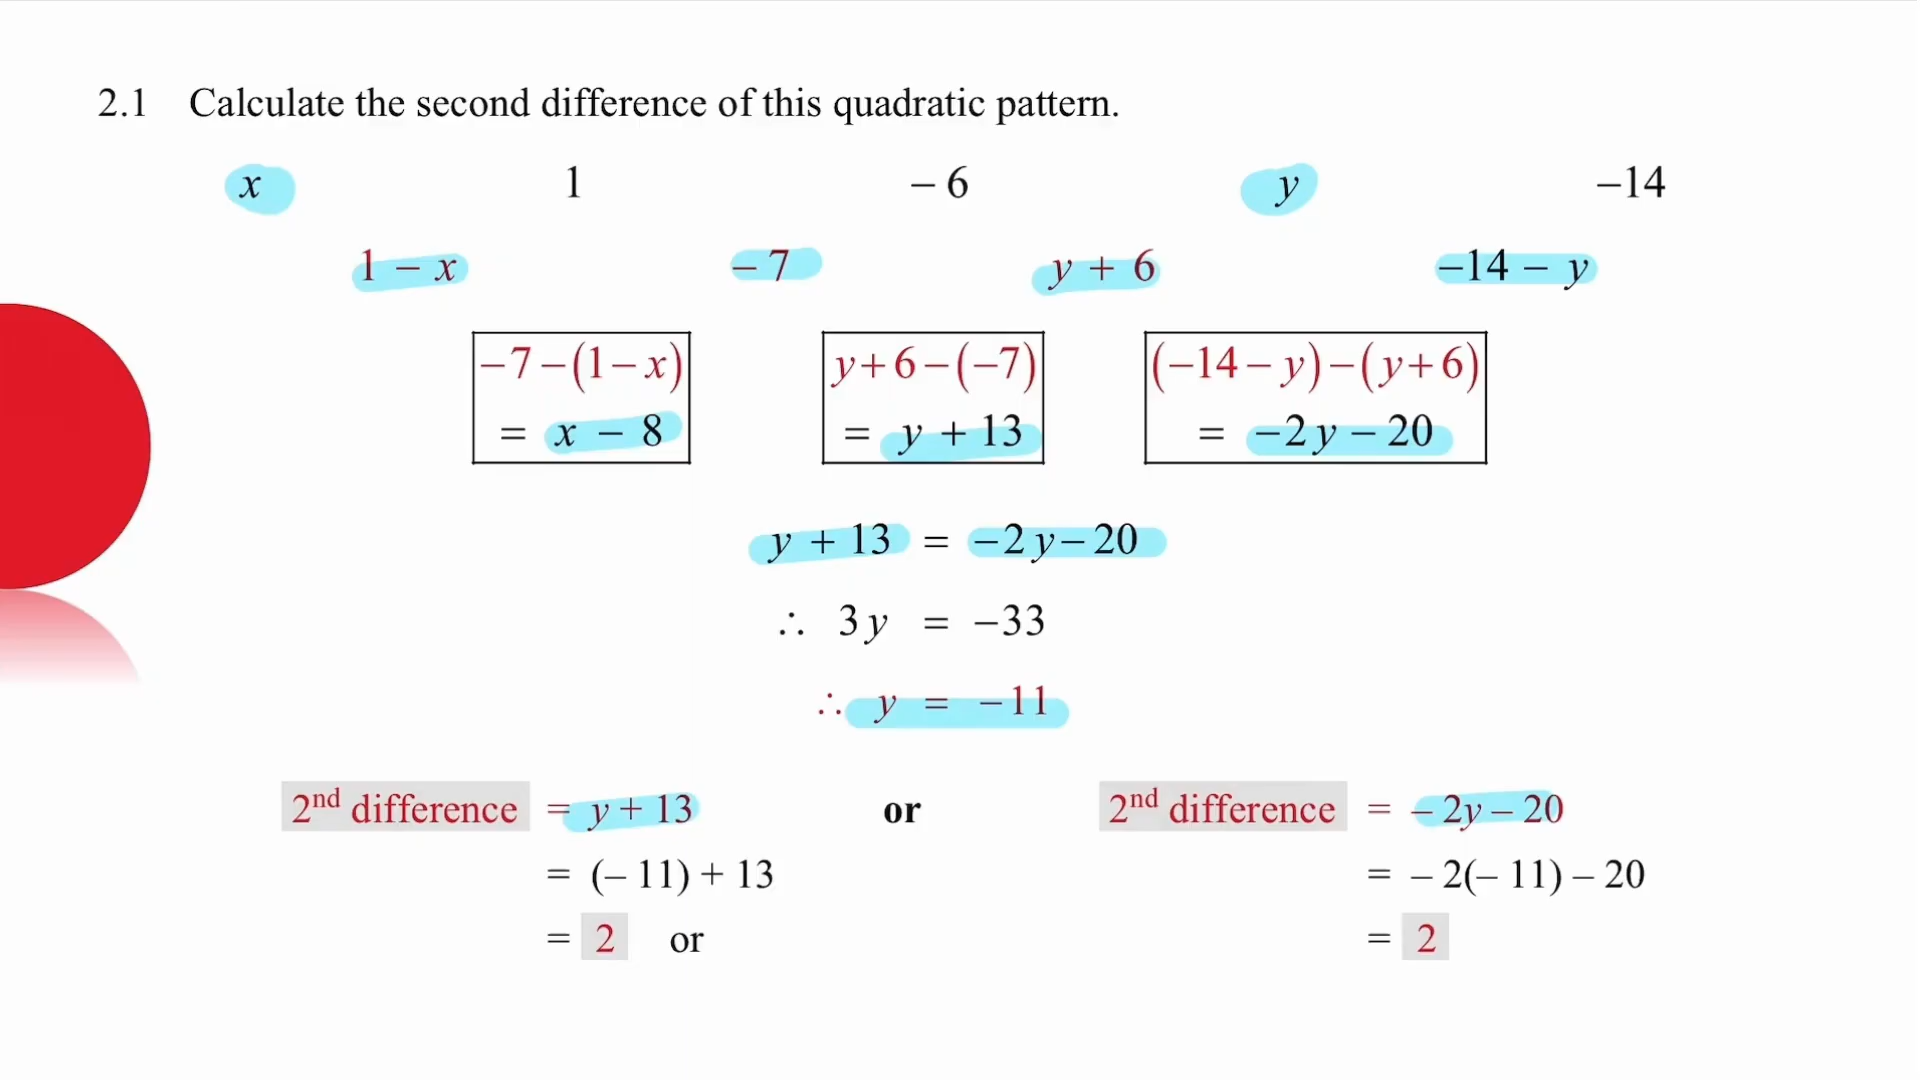 2.1 Calculate the second difference of this quadratic pattern.
x 1 – 6 y –14
1 – x – 7 y + 6 –14 – y
–7–(1–x) y+6–(–7) (–14–y)–(y+6)
= x – 8 = y + 13 = –2y – 20
y + 13 = –2y–20
∴ 3y = –33
∴ y = –11
2nd difference = y + 13 or 2nd difference = – 2y – 20
= (– 11) + 13 = – 2(– 11) – 20
= 2 or = 2